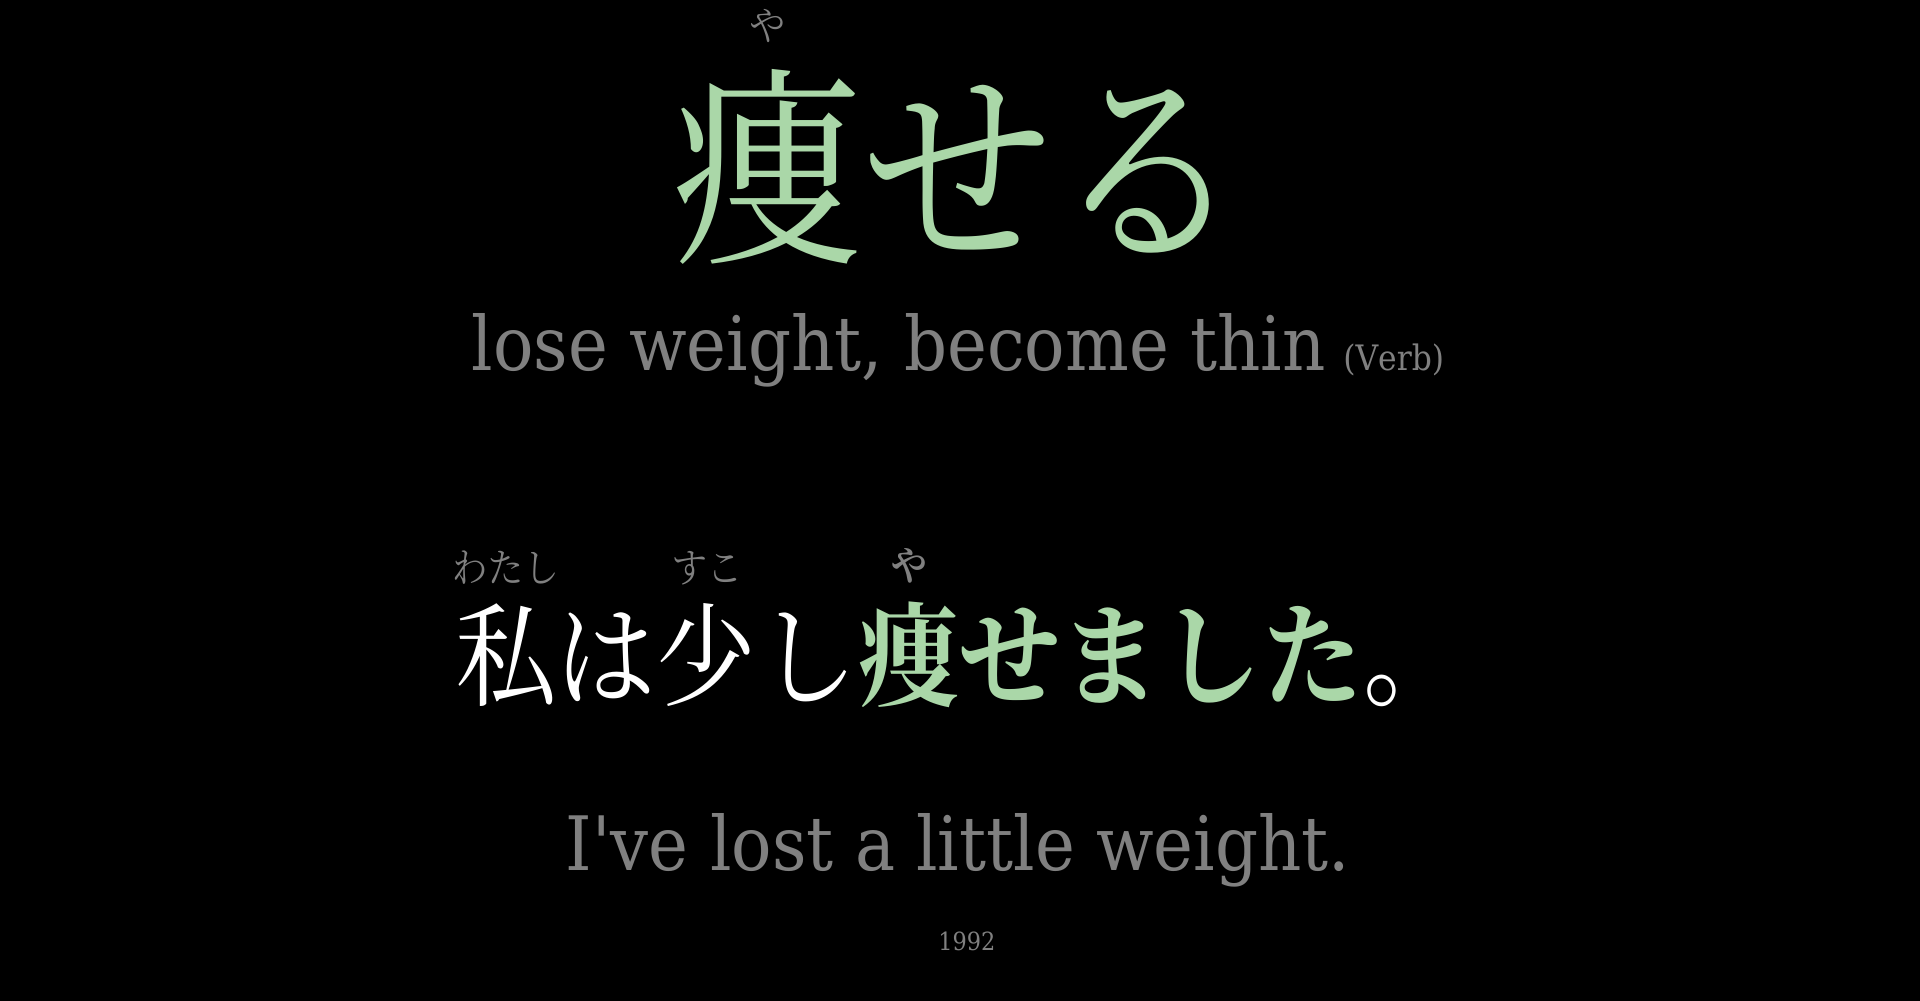 や
痩せる
lose weight, become thin (Verb)
わたし すこ や
私は少し痩せました。
I've lost a little weight.
1992